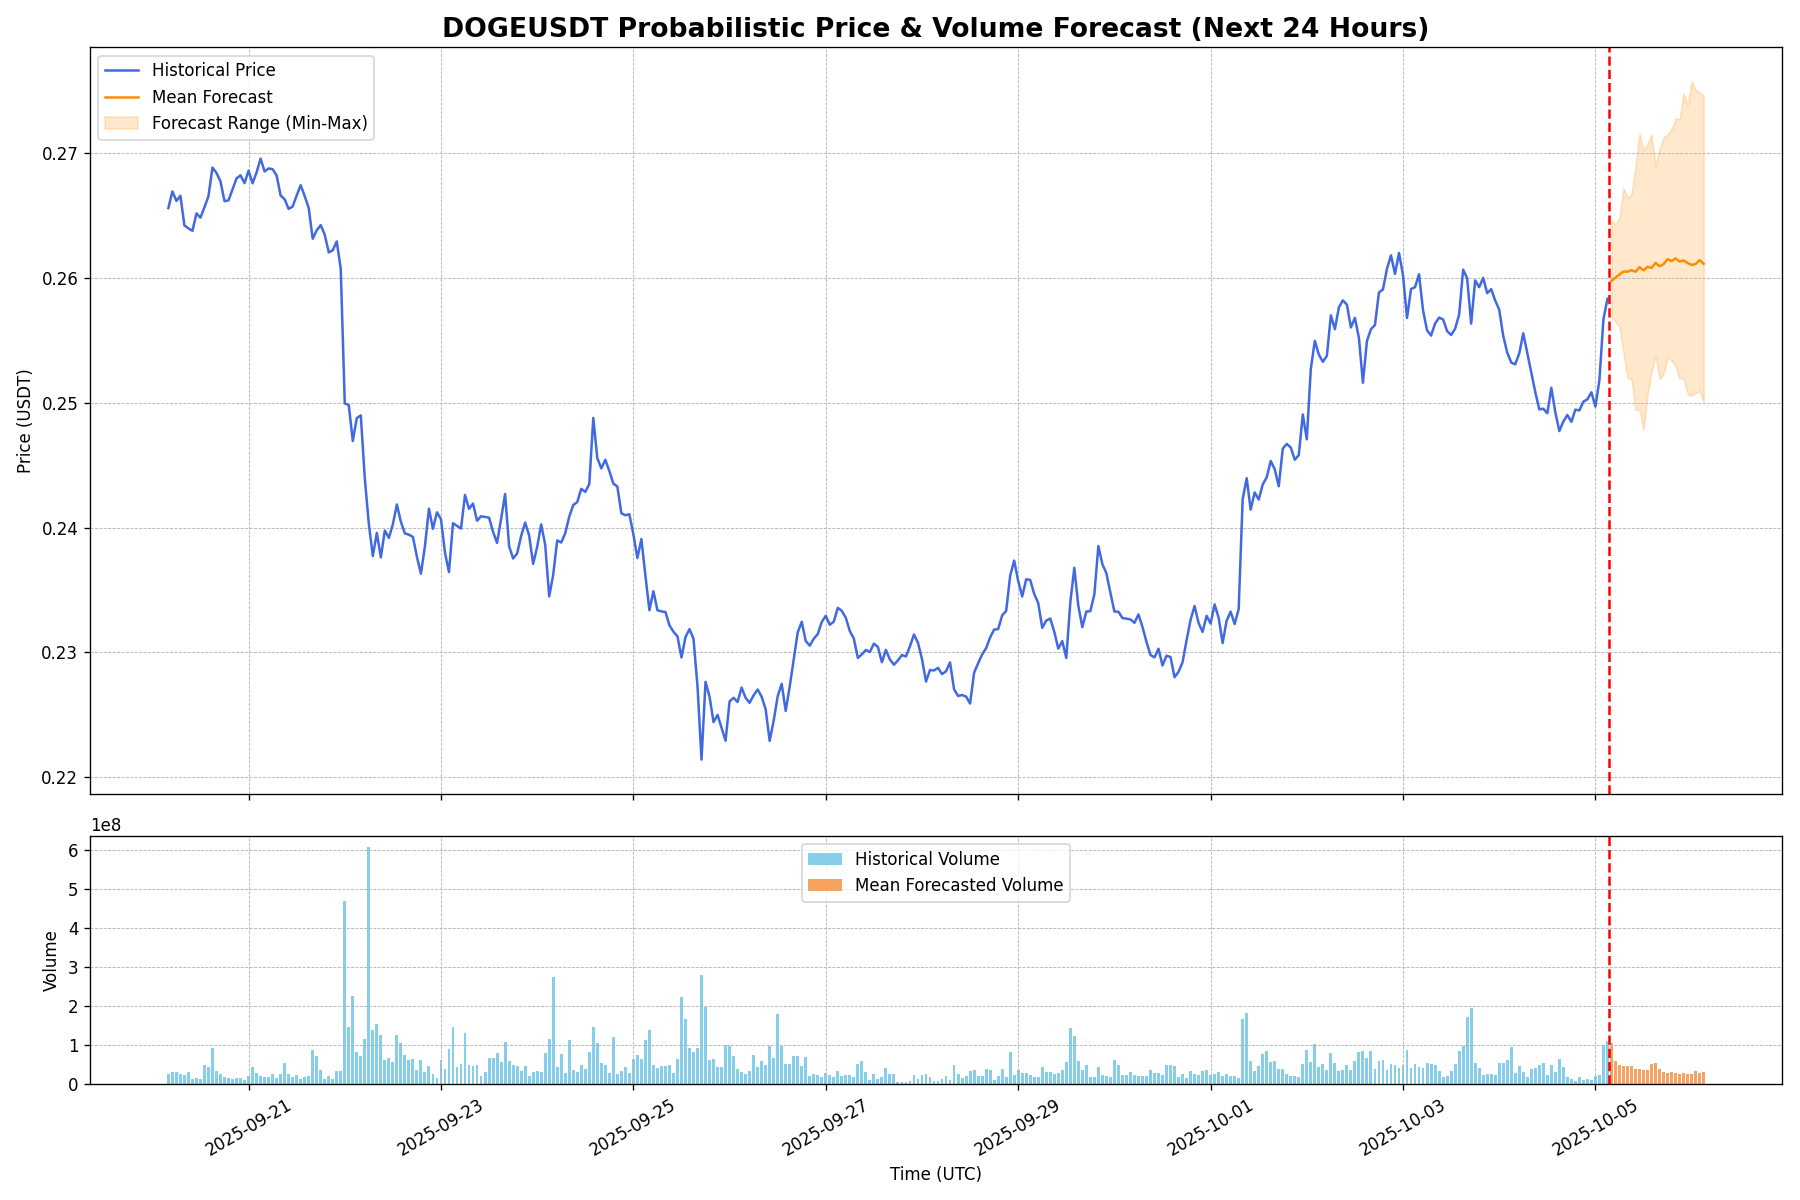 DOGEUSDT Probabilistic Price & Volume Forecast (Next 24 Hours)
Historical Price
Mean Forecast
Forecast Range (Min-Max)
0.27
0.26
0.25
0.24
0.23
0.22
Price (USDT)
1e8
Historical Volume
Mean Forecasted Volume
6
5
4
3
2
1
0
Volume
2025-09-21
2025-09-23
2025-09-25
2025-09-27
2025-09-29
2025-10-01
2025-10-03
2025-10-05
Time (UTC)